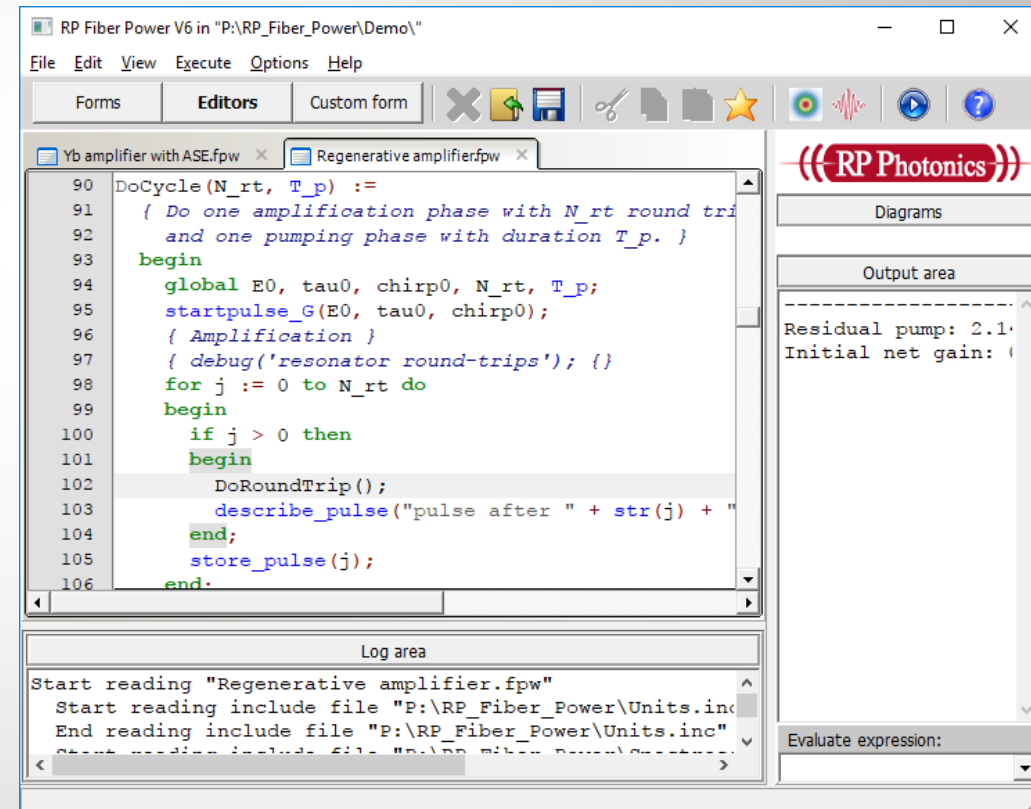 RP Fiber Power V6 in "P:\RP_Fiber_Power\Demo\"
File Edit View Execute Options Help
Forms Editors Custom form
Yb amplifier with ASE.fpw Regenerative amplifier.fpw
90 DoCycle(N_rt, T_p) :=
91 { Do one amplification phase with N_rt round tri
92 and one pumping phase with duration T_p. }
93 begin
94 global E0, tau0, chirp0, N_rt, T_p;
95 startpulse_G(E0, tau0, chirp0);
96 { Amplification }
97 { debug('resonator round-trips'); {}
98 for j := 0 to N_rt do
99 begin
100 if j > 0 then
101 begin
102 DoRoundTrip();
103 describe_pulse("pulse after " + str(j) + "
104 end;
105 store_pulse(j);
106 end;
((( RP Photonics )))
Diagrams
Output area
--------------------
Residual pump: 2.1
Initial net gain:
Log area
Start reading "Regenerative amplifier.fpw"
Start reading include file "P:\RP_Fiber_Power\Units.inc
End reading include file "P:\RP_Fiber_Power\Units.inc"
Start reading include file "P:\RP_Fiber_Power\
Evaluate expression: